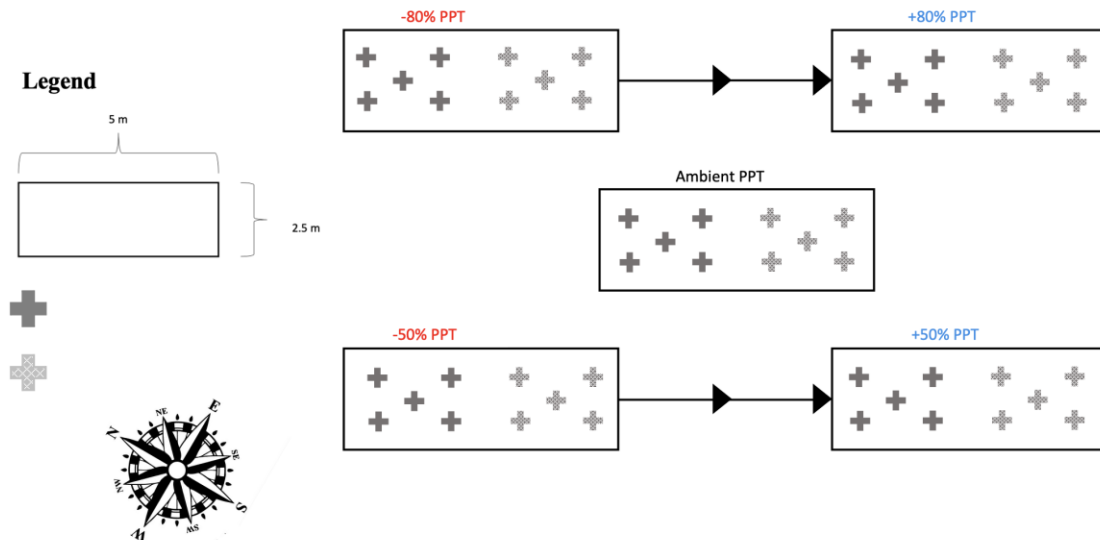 -80% PPT
+80% PPT
Legend
5 m
Ambient PPT
2.5 m
-50% PPT
+50% PPT
E
NE
N
SE
NW
S
SW
W